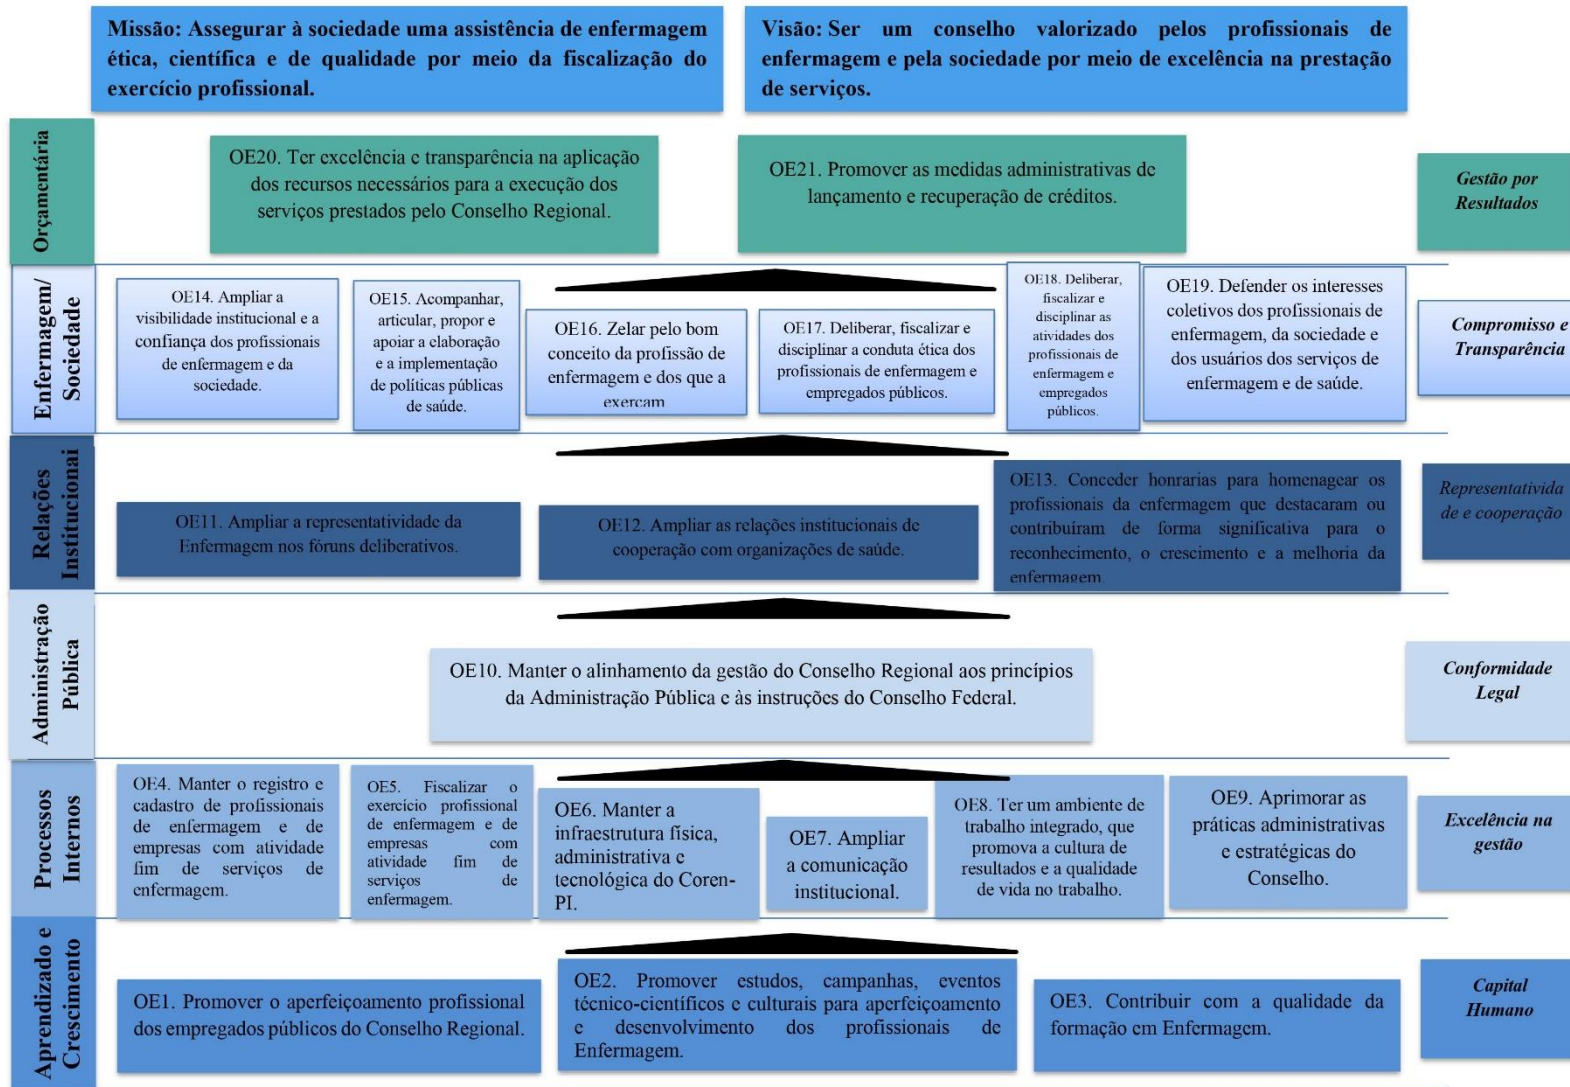 Missão: Assegurar à sociedade uma assistência de enfermagem
ética, científica e de qualidade por meio da fiscalização do
exercício profissional.
Visão: Ser um conselho valorizado pelos profissionais de
enfermagem e pela sociedade por meio de excelência na prestação
de serviços.
Orçamentária
OE20. Ter excelência e transparência na aplicação
dos recursos necessários para a execução dos
serviços prestados pelo Conselho Regional.
OE21. Promover as medidas administrativas de
lançamento e recuperação de créditos.
Gestão por
Resultados
Enfermagem/
Sociedade
OE14. Ampliar a
visibilidade institucional e a
confiança dos profissionais
de enfermagem e da
sociedade.
OE15. Acompanhar,
articular, propor e
apoiar a elaboração
e a implementação
de políticas públicas
de saúde.
OE16. Zelar pelo bom
conceito da profissão de
enfermagem e dos que a
exerçam
OE17. Deliberar, fiscalizar e
disciplinar a conduta ética dos
profissionais de enfermagem e
empregados públicos.
OE18. Deliberar,
fiscalizar e
disciplinar as
atividades dos
profissionais de
enfermagem e
empregados
públicos.
OE19. Defender os interesses
coletivos dos profissionais de
enfermagem, da sociedade e
dos usuários dos serviços de
enfermagem e de saúde.
Compromisso e
Transparência
Relações
Institucionai
OE11. Ampliar a representatividade da
Enfermagem nos fóruns deliberativos.
OE12. Ampliar as relações institucionais de
cooperação com organizações de saúde.
OE13. Conceder honrarias para homenagear os
profissionais da enfermagem que destacaram ou
contribuíram de forma significativa para o
reconhecimento, o crescimento e a melhoria da
enfermagem.
Representativida
de e cooperação
Administração
Pública
OE10. Manter o alinhamento da gestão do Conselho Regional aos princípios
da Administração Pública e às instruções do Conselho Federal.
Conformidade
Legal
Processos
Internos
OE4. Manter o registro e
cadastro de profissionais
de enfermagem e de
empresas com atividade
fim de serviços de
enfermagem.
OE5. Fiscalizar o
exercício profissional
de enfermagem e de
empresas com
atividade fim de
serviços de
enfermagem.
OE6. Manter a
infraestrutura física,
administrativa e
tecnológica do Coren-
PI.
OE7. Ampliar
a comunicação
institucional.
OE8. Ter um ambiente de
trabalho integrado, que
promova a cultura de
resultados e a qualidade
de vida no trabalho.
OE9. Aprimorar as
práticas administrativas
e estratégicas do
Conselho.
Excelência na
gestão
Aprendizado e
Crescimento
OE1. Promover o aperfeiçoamento profissional
dos empregados públicos do Conselho Regional.
OE2. Promover estudos, campanhas, eventos
técnico-científicos e culturais para aperfeiçoamento
e desenvolvimento dos profissionais de
Enfermagem.
OE3. Contribuir com a qualidade da
formação em Enfermagem.
Capital
Humano